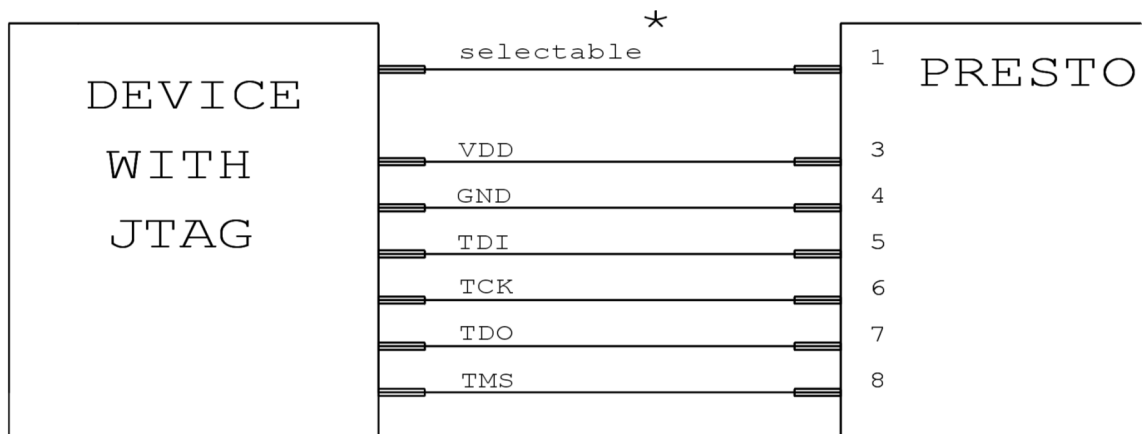 *
selectable
1
PRESTO
DEVICE
WITH
JTAG
VDD
3
GND
4
TDI
5
TCK
6
TDO
7
TMS
8